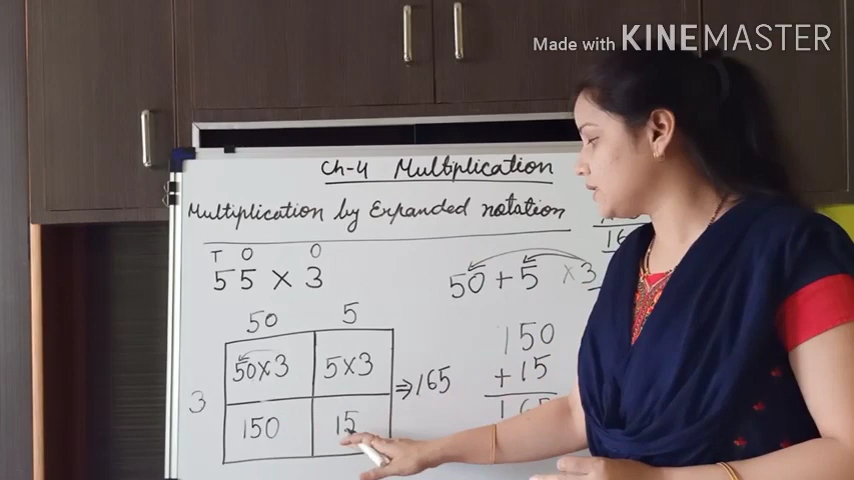 Made with KINEMASTER
Ch-4 Multiplication
Multiplication by Expanded notation
T O O
55 × 3
50 + 5 × 3
50 5
50×3 5×3
3
150 15
⇒ 165
150
+15
165